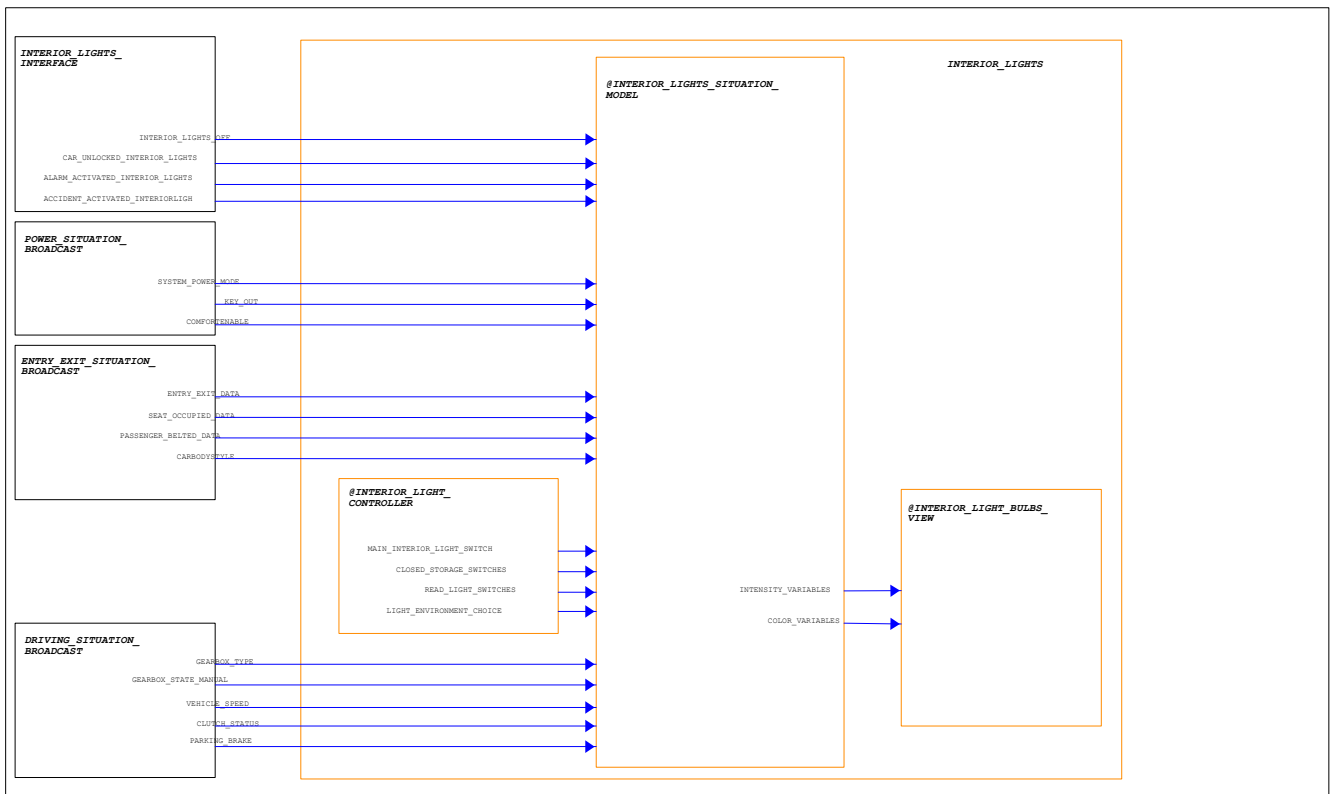 INTERIOR_LIGHTS_
INTERFACE
INTERIOR_LIGHTS_OFF
CAR_UNLOCKED_INTERIOR_LIGHTS
ALARM_ACTIVATED_INTERIOR_LIGHTS
ACCIDENT_ACTIVATED_INTERIORLIGH
POWER_SITUATION_
BROADCAST
SYSTEM_POWER_MODE
KEY_OUT
COMFORTENABLE
ENTRY_EXIT_SITUATION_
BROADCAST
ENTRY_EXIT_DATA
SEAT_OCCUPIED_DATA
PASSENGER_BELTED_DATA
CARBODYSTYLE
DRIVING_SITUATION_
BROADCAST
GEARBOX_TYPE
GEARBOX_STATE_MANUAL
VEHICLE_SPEED
CLUTCH_STATUS
PARKING_BRAKE
INTERIOR_LIGHTS
@INTERIOR_LIGHT_
CONTROLLER
MAIN_INTERIOR_LIGHT_SWITCH
CLOSED_STORAGE_SWITCHES
READ_LIGHT_SWITCHES
LIGHT_ENVIRONMENT_CHOICE
@INTERIOR_LIGHTS_SITUATION_
MODEL
INTENSITY_VARIABLES
COLOR_VARIABLES
@INTERIOR_LIGHT_BULBS_
VIEW